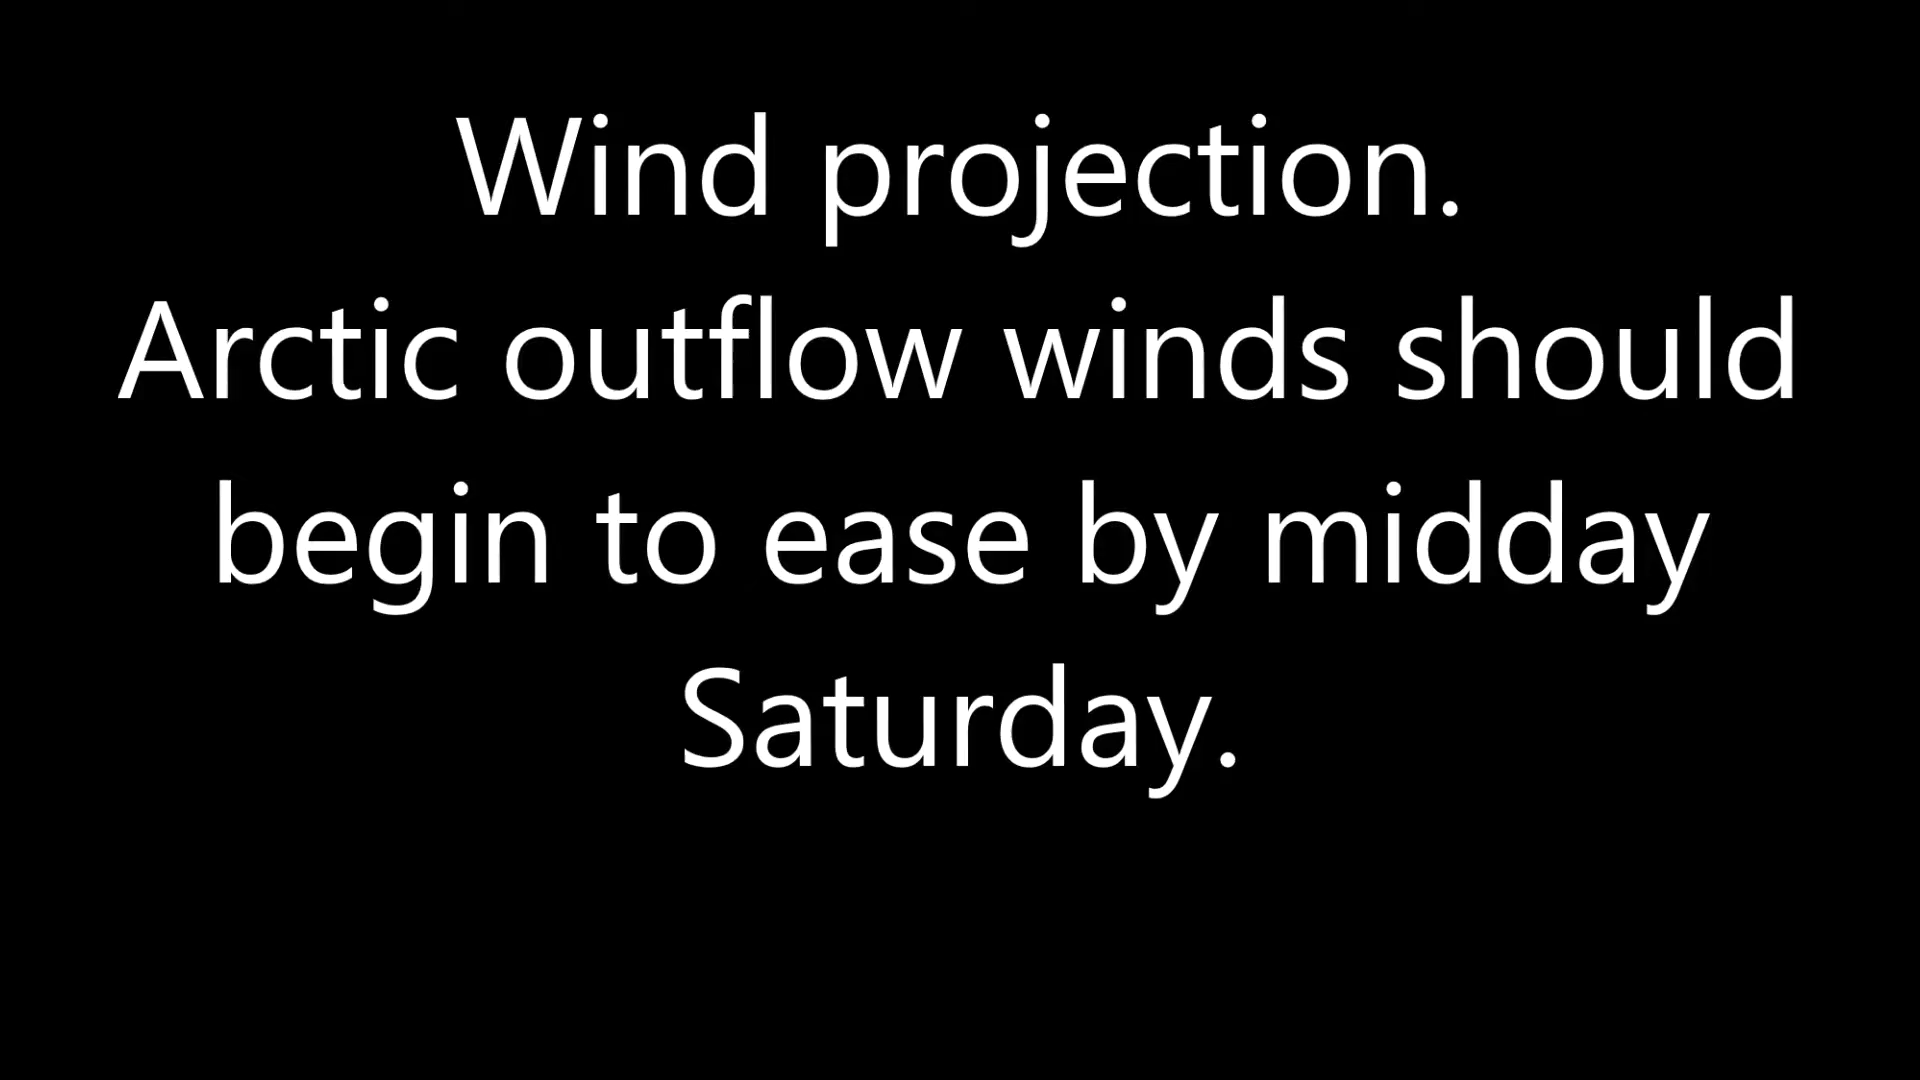 Wind projection.
Arctic outflow winds should
begin to ease by midday
Saturday.